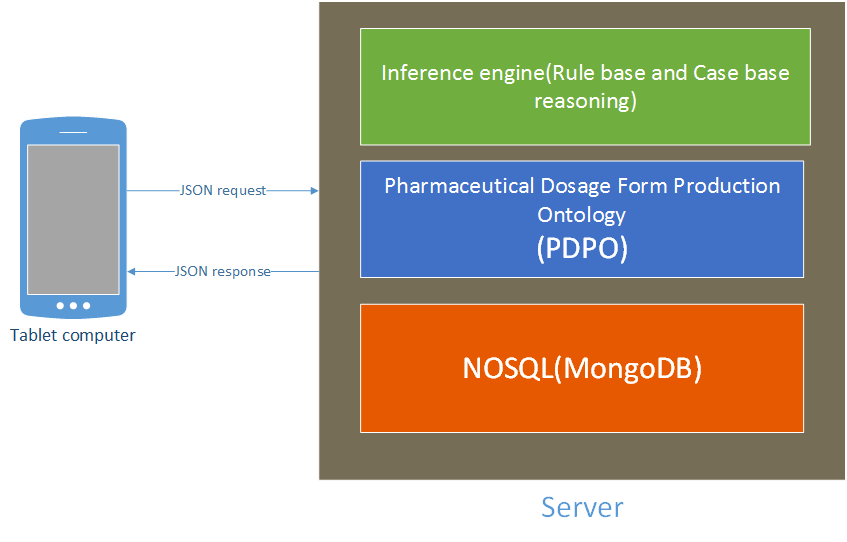 Inference engine(Rule base and Case base
reasoning)
Pharmaceutical Dosage Form Production
Ontology
(PDPO)
NOSQL(MongoDB)
JSON request
JSON response
Tablet computer
Server